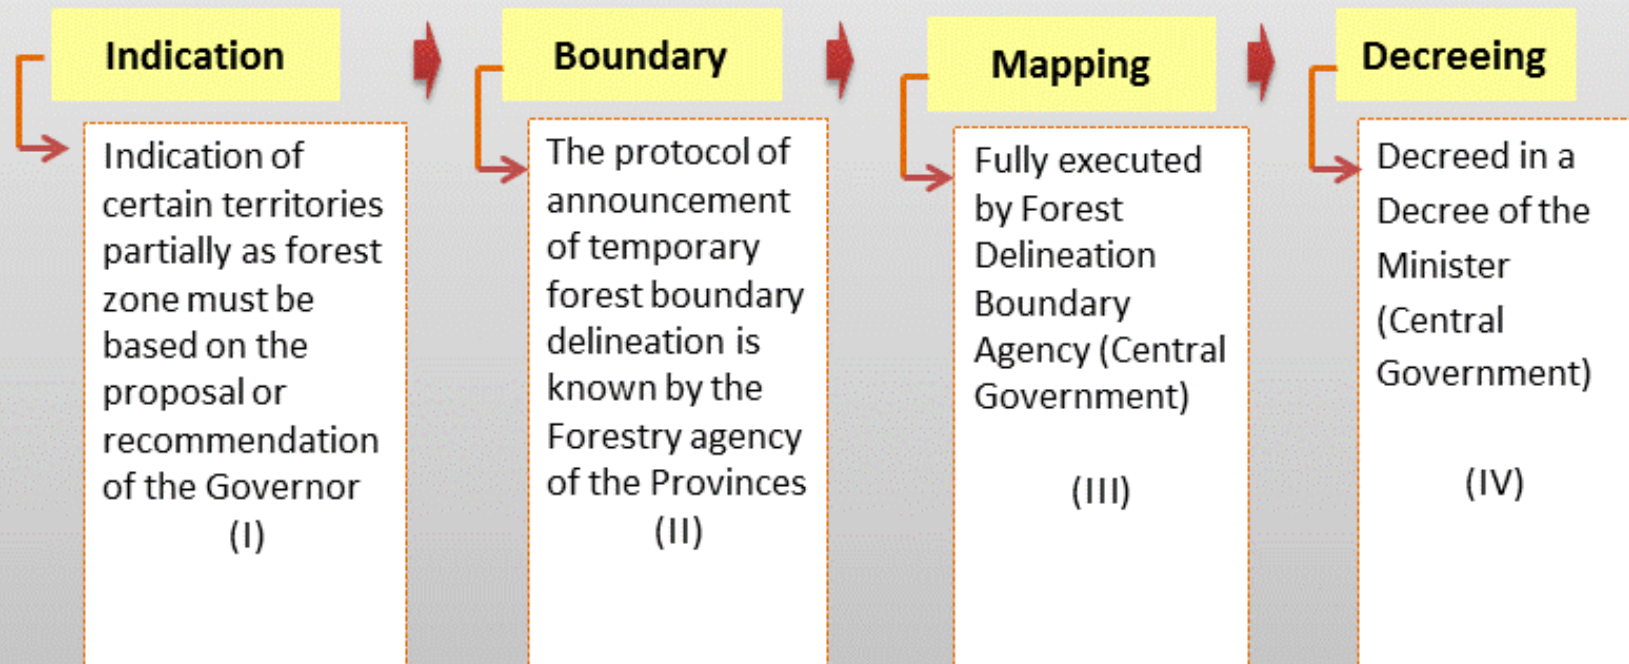 Indication
Indication of
certain territories
partially as forest
zone must be
based on the
proposal or
recommendation
of the Governor
(I)
Boundary
The protocol of
announcement
of temporary
forest boundary
delineation is
known by the
Forestry agency
of the Provinces
(II)
Mapping
Fully executed
by Forest
Delineation
Boundary
Agency (Central
Government)
(III)
Decreeing
Decreed in a
Decree of the
Minister
(Central
Government)
(IV)